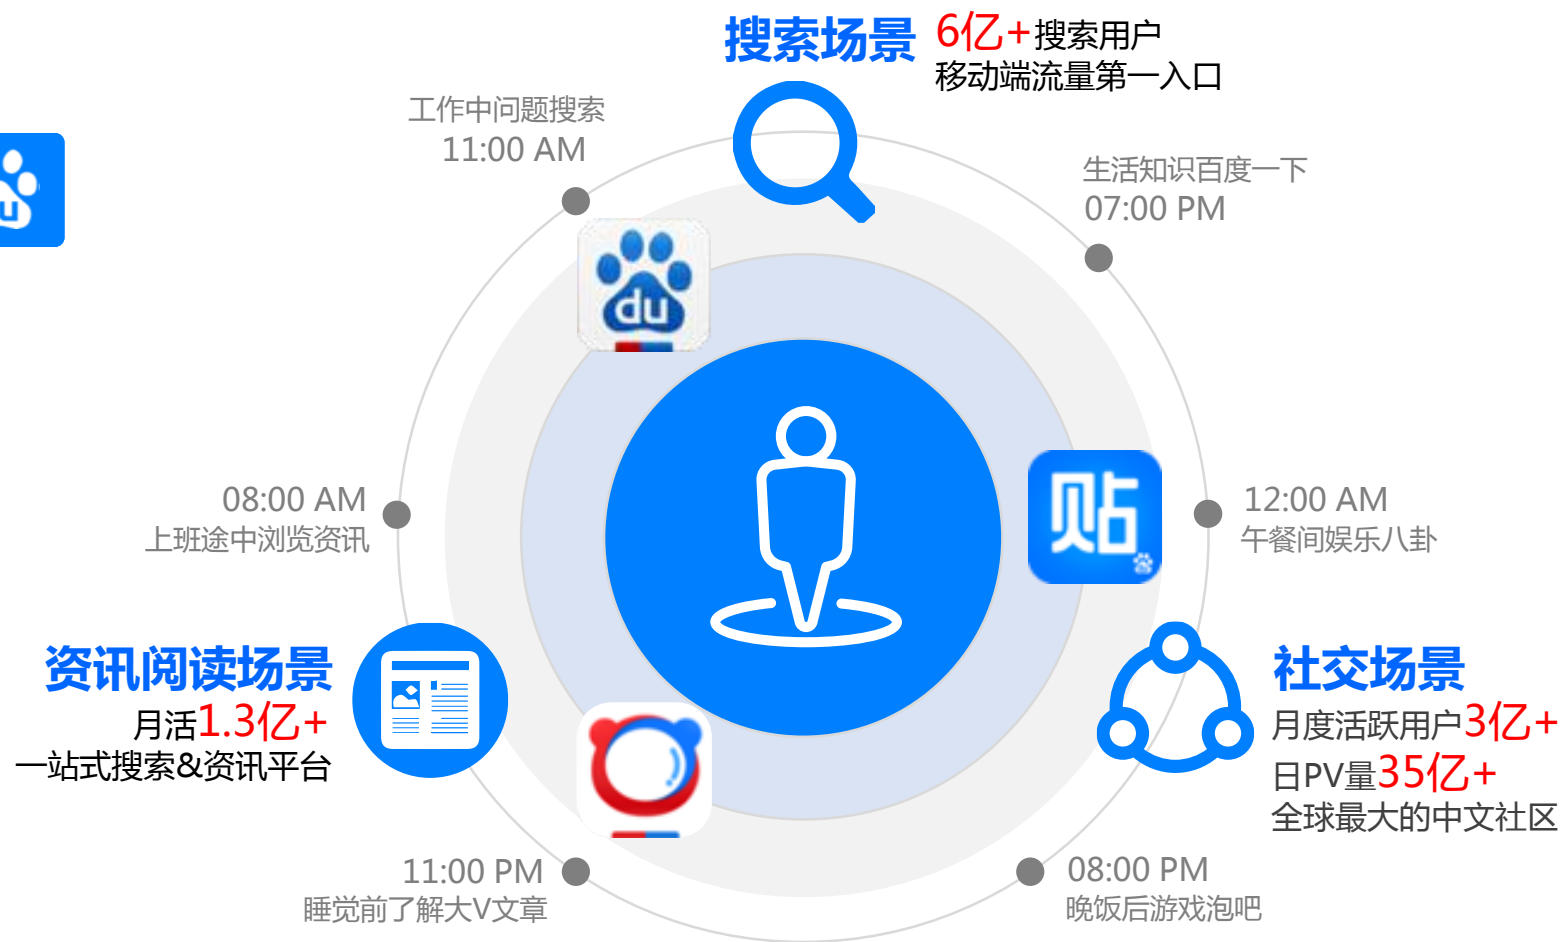 搜索场景 6亿+搜索用户
移动端流量第一入口
工作中问题搜索
11:00 AM
生活知识百度一下
07:00 PM
u
du
贴
08:00 AM
上班途中浏览资讯
12:00 AM
午餐间娱乐八卦
资讯阅读场景
月活1.3亿+
一站式搜索&资讯平台
社交场景
月度活跃用户3亿+
日PV量35亿+
全球最大的中文社区
11:00 PM
睡觉前了解大V文章
08:00 PM
晚饭后游戏泡吧